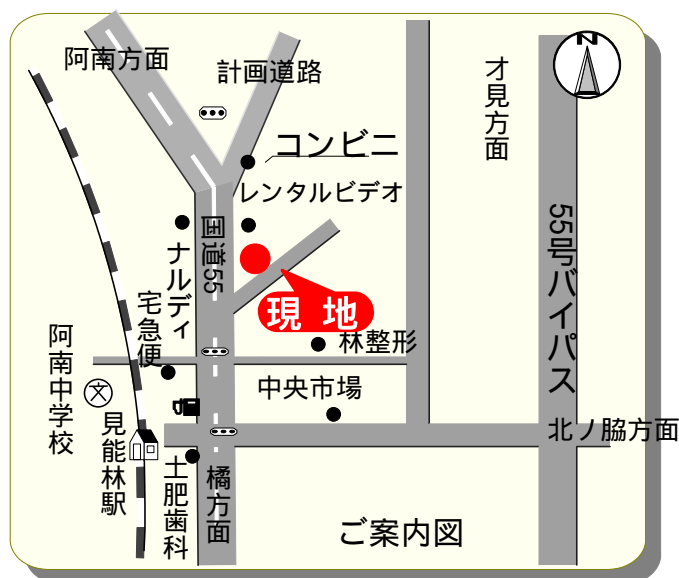 N
阿南方面
計画道路
才見方面
コンビニ
レンタルビデオ
国道55
ナルディ
現 地
55号バイパス
宅急便
林整形
阿南中学校
文
中央市場
見能林駅
北ノ脇方面
土肥歯科
橘方面
ご案内図